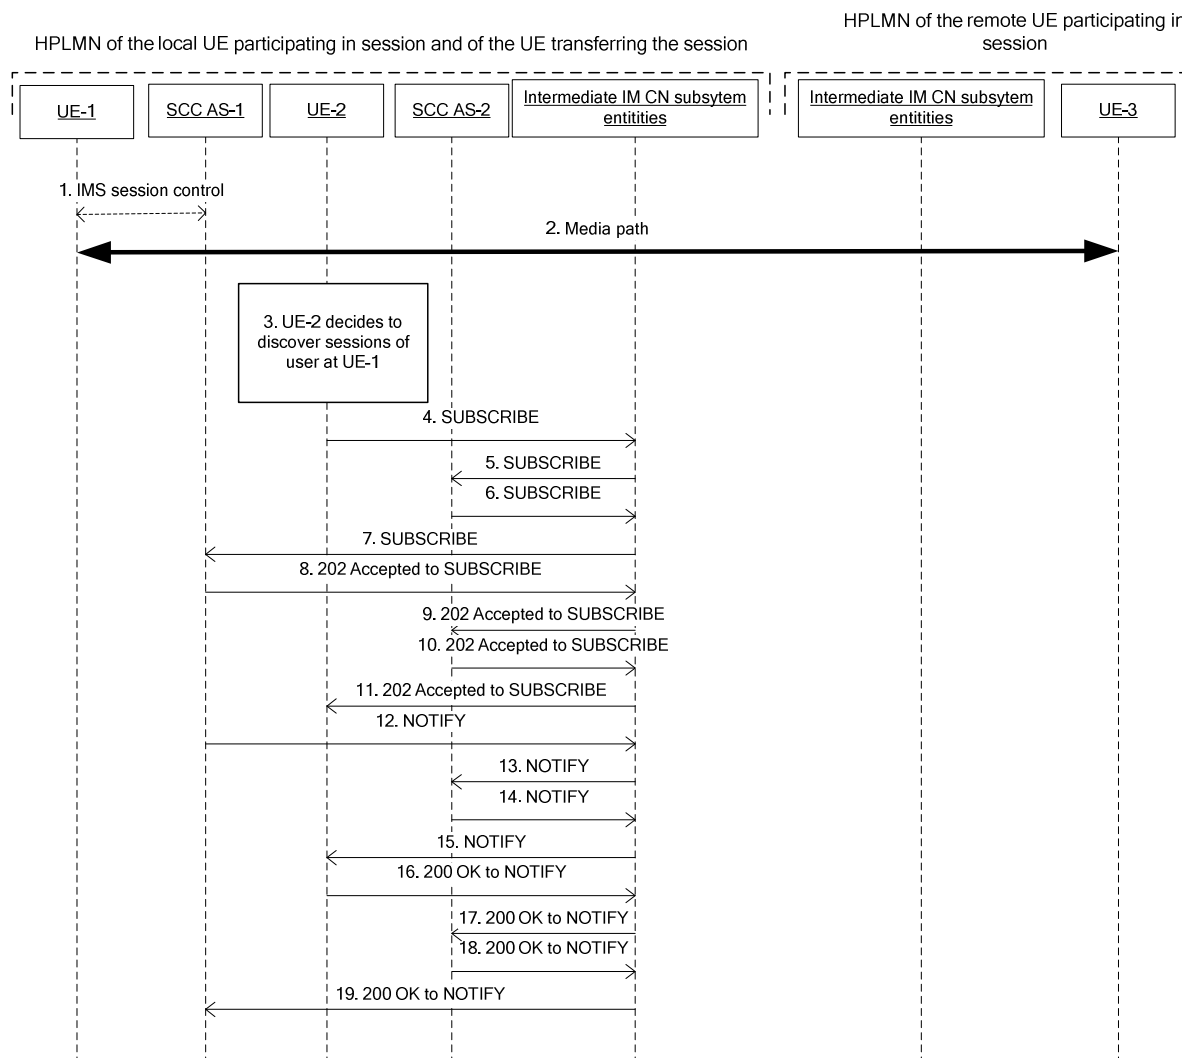 HPLMN of the remote UE participating in
session
HPLMN of the local UE participating in session and of the UE transferring the session
UE-1
SCC AS-1
UE-2
SCC AS-2
Intermediate IM CN subsytem
entitities
Intermediate IM CN subsytem
entitities
UE-3
1. IMS session control
2. Media path
3. UE-2 decides to
discover sessions of
user at UE-1
4. SUBSCRIBE
5. SUBSCRIBE
6. SUBSCRIBE
7. SUBSCRIBE
8. 202 Accepted to SUBSCRIBE
9. 202 Accepted to SUBSCRIBE
10. 202 Accepted to SUBSCRIBE
11. 202 Accepted to SUBSCRIBE
12. NOTIFY
13. NOTIFY
14. NOTIFY
15. NOTIFY
16. 200 OK to NOTIFY
17. 200 OK to NOTIFY
18. 200 OK to NOTIFY
19. 200 OK to NOTIFY